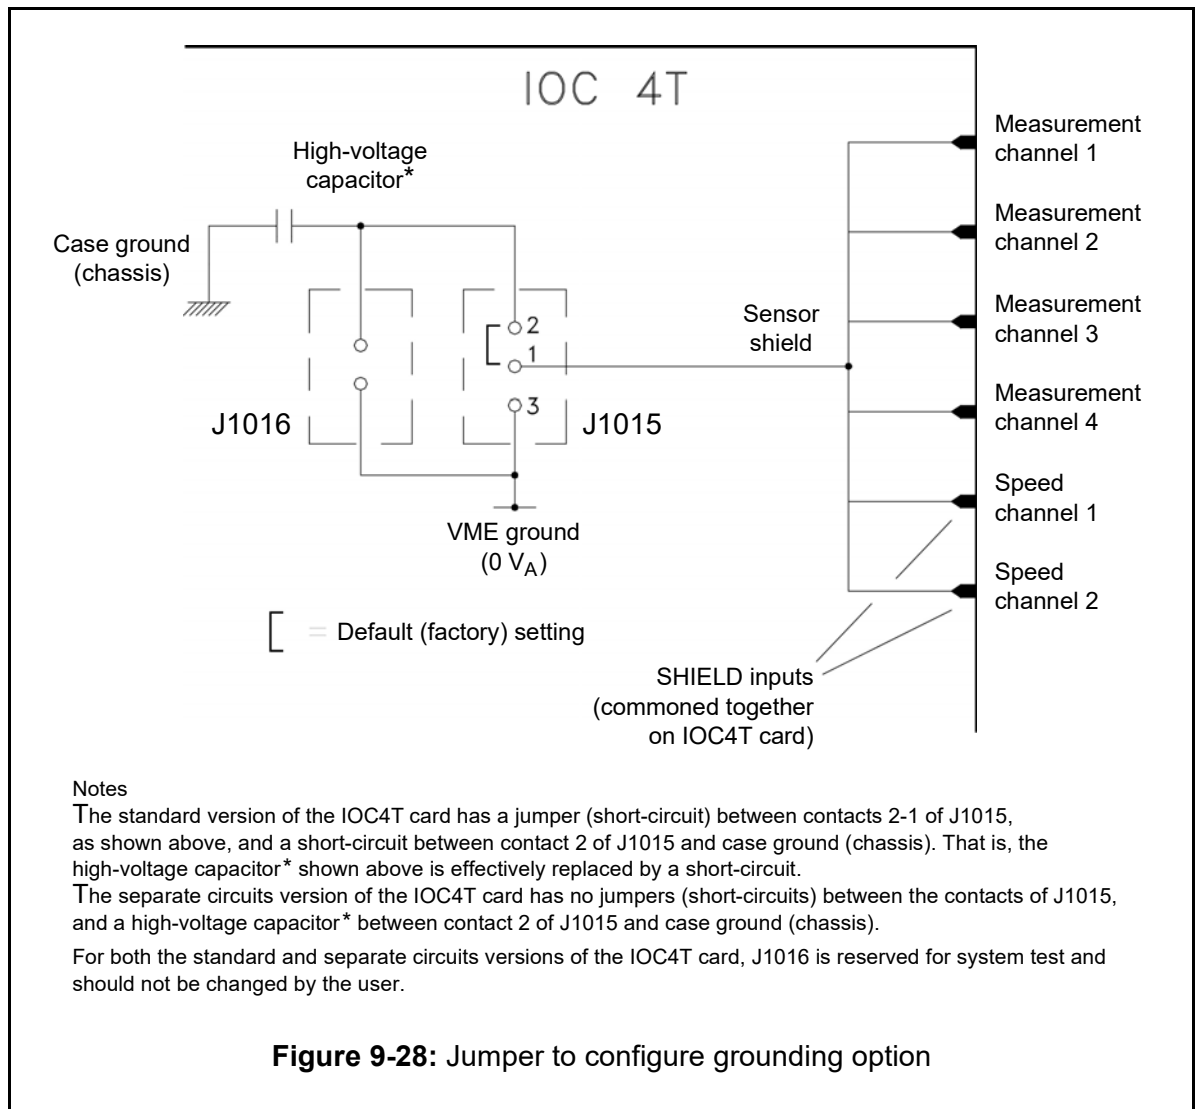 IOC 4T
High-voltage
capacitor*
Case ground
(chassis)
J1016
2
1
3
J1015
VME ground
(0 VA)
Sensor
shield
Measurement
channel 1
Measurement
channel 2
Measurement
channel 3
Measurement
channel 4
Speed
channel 1
Speed
channel 2
= Default (factory) setting
SHIELD inputs
(commoned together
on IOC4T card)
Notes
The standard version of the IOC4T card has a jumper (short-circuit) between contacts 2-1 of J1015,
as shown above, and a short-circuit between contact 2 of J1015 and case ground (chassis). That is, the
high-voltage capacitor* shown above is effectively replaced by a short-circuit.
The separate circuits version of the IOC4T card has no jumpers (short-circuits) between the contacts of J1015,
and a high-voltage capacitor* between contact 2 of J1015 and case ground (chassis).
For both the standard and separate circuits versions of the IOC4T card, J1016 is reserved for system test and
should not be changed by the user.
Figure 9-28: Jumper to configure grounding option